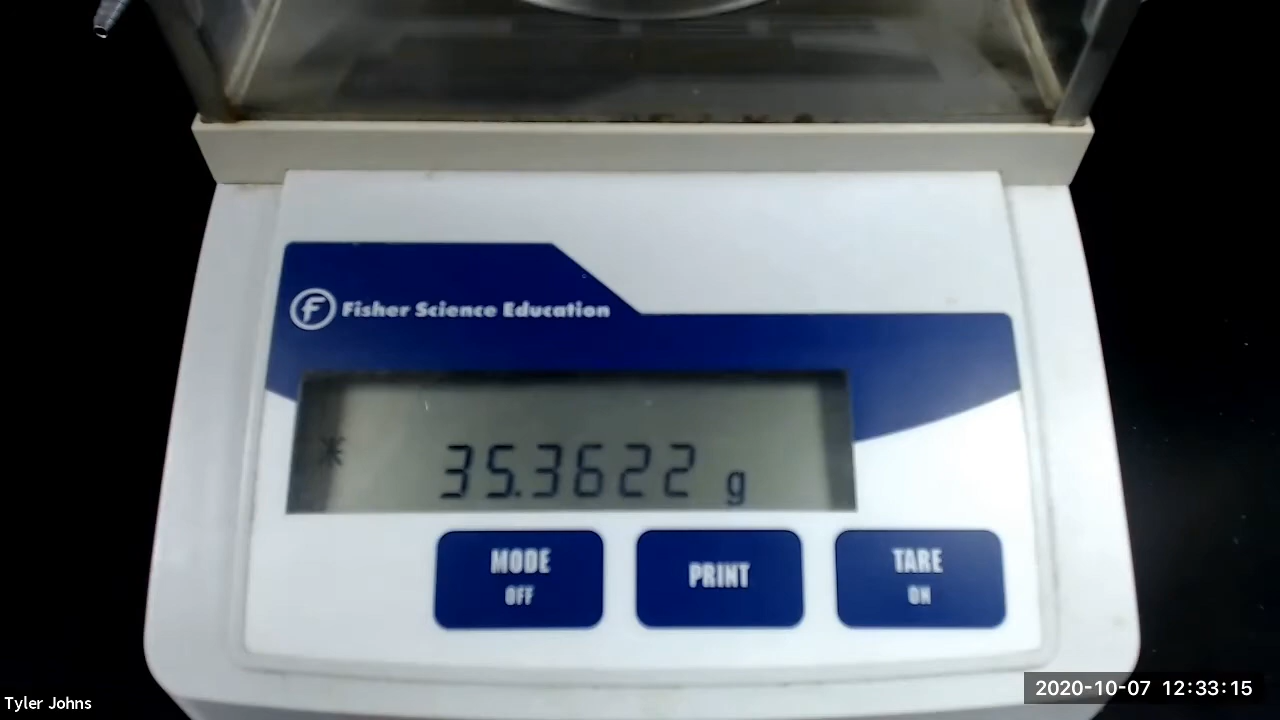 Fisher Science Education
* 35.3622 g
MODE
OFF
PRINT
TARE
ON
Tyler Johns
2020-10-07 12:33:15